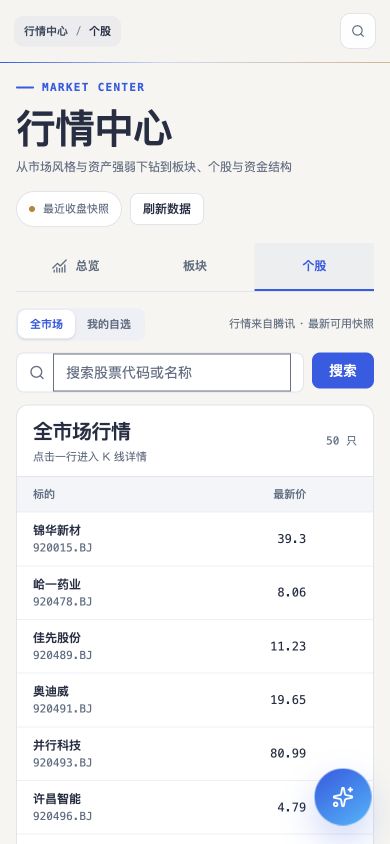 行情中心 / 个股
MARKET CENTER
行情中心
从市场风格与资产强弱下钻到板块、个股与资金结构
最近收盘快照 刷新数据
总览 板块 个股
全市场 我的自选 行情来自腾讯 · 最新可用快照
搜索股票代码或名称 搜索
全市场行情
点击一行进入 K 线详情
50 只
标的 最新价
锦华新材 39.3
920015.BJ
峆一药业 8.06
920478.BJ
佳先股份 11.23
920489.BJ
奥迪威 19.65
920491.BJ
并行科技 80.99
920493.BJ
许昌智能 4.79
920496.BJ